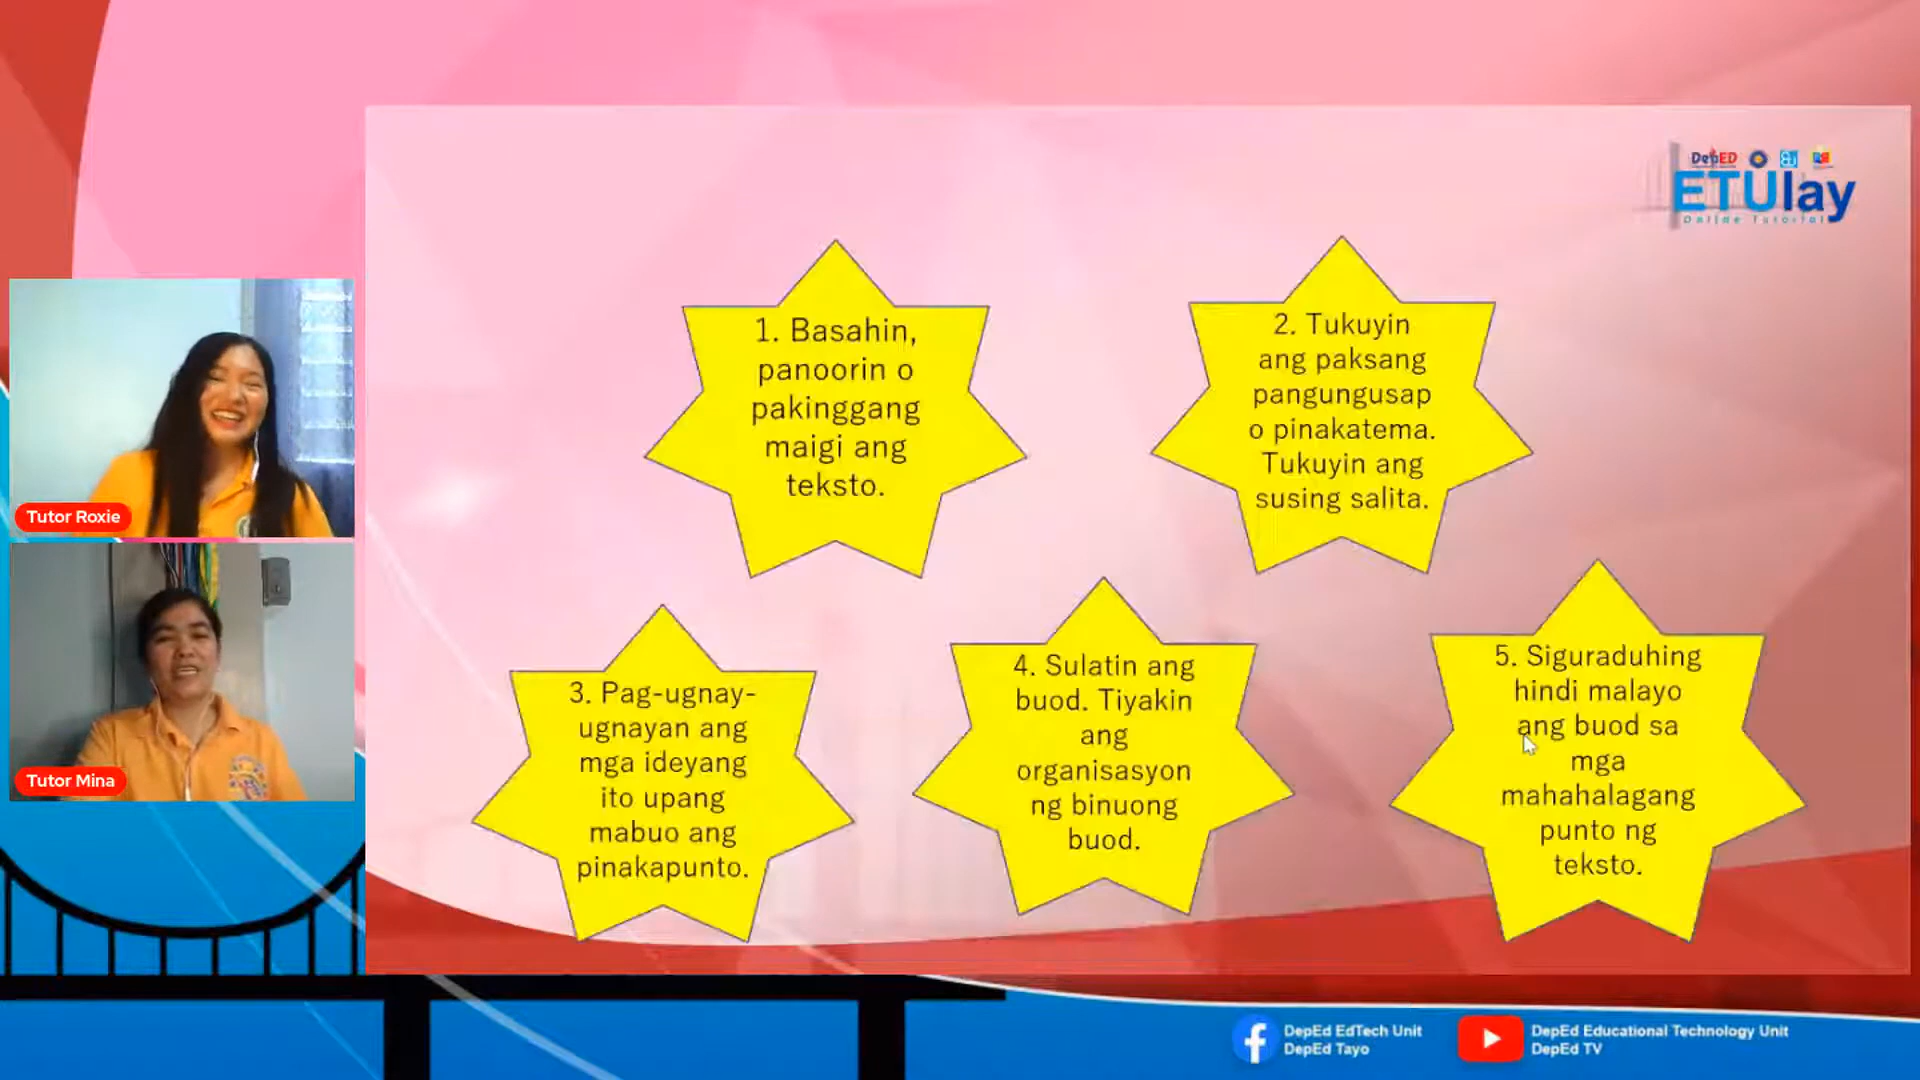 DepED
ETUlay
Online Tutorial
1. Basahin,
panoorin o
pakinggang
maigi ang
teksto.
2. Tukuyin
ang paksang
pangungusap
o pinakatema.
Tukuyin ang
susing salita.
3. Pag-ugnay-
ugnayan ang
mga ideyang
ito upang
mabuo ang
pinakapunto.
4. Sulatin ang
buod. Tiyakin
ang
organisasyon
ng binuong
buod.
5. Siguraduhing
hindi malayo
ang buod sa
mga
mahahalagang
punto ng
teksto.
Tutor Roxie
Tutor Mina
DepEd EdTech Unit
DepEd Tayo
DepEd Educational Technology Unit
DepEd TV